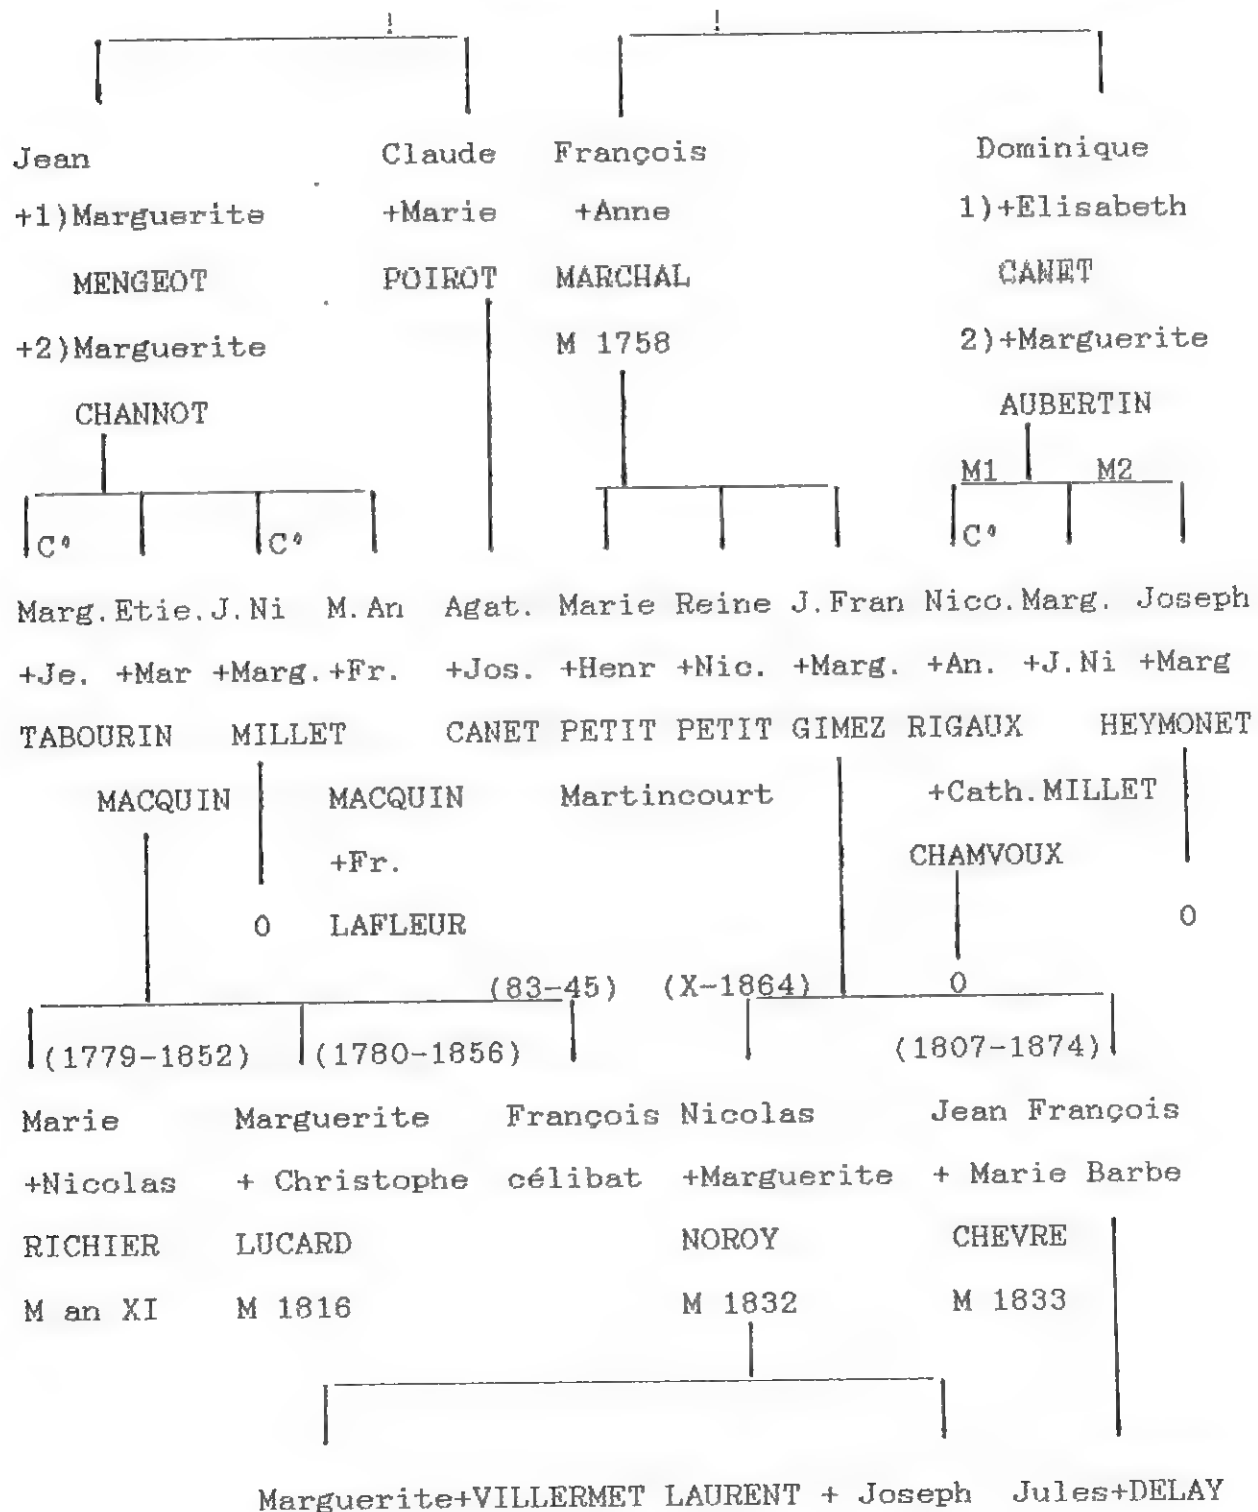 Jean Claude François Dominique
+1)Marguerite +Marie +Anne 1)+Elisabeth
MENGEOT POIROT MARCHAL CANET
+2)Marguerite M 1758 2)+Marguerite
CHANNOT AUBERTIN
M1 M2
C° C° C°
Marg. Etie. J. Ni M. An Agat. Marie Reine J. Fran Nico. Marg. Joseph
+Je. +Mar +Marg. +Fr. +Jos. +Henr +Nic. +Marg. +An. +J.Ni +Marg
TABOURIN MILLET CANET PETIT PETIT GIMEZ RIGAUX HEYMONET
MACQUIN MACQUIN Martincourt +Cath. MILLET
+Fr. CHAMVOUX
O LAFLEUR O
(83-45) (X-1864) O
(1779-1852) (1780-1856) (1807-1874)
Marie Marguerite François Nicolas Jean François
+Nicolas + Christophe célibat +Marguerite + Marie Barbe
RICHIER LUCARD NOROY CHEVRE
M an XI M 1816 M 1832 M 1833
Marguerite+VILLERMET LAURENT + Joseph Jules+DELAY